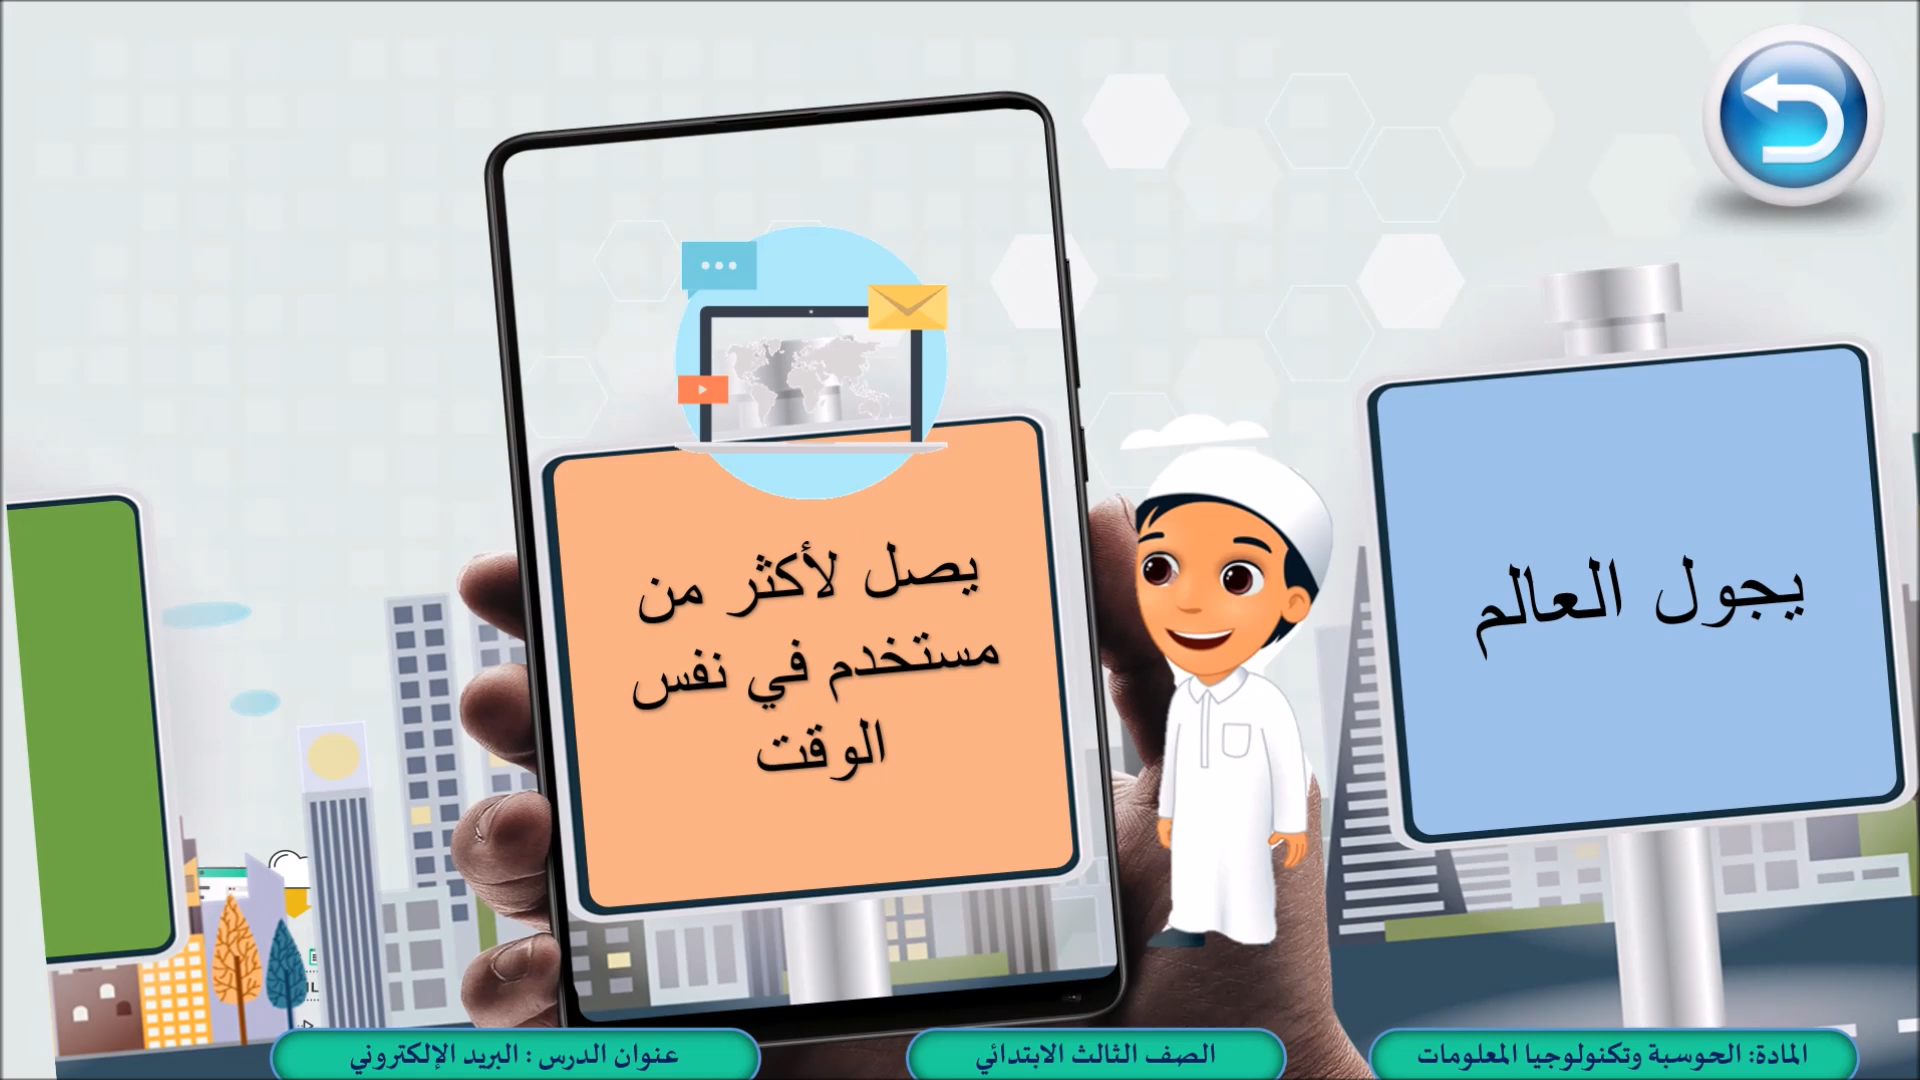 يجول العالم
يصل لأكثر من
مستخدم في نفس
الوقت
المادة: الحوسبة وتكنولوجيا المعلومات
الصف الثالث الابتدائي
عنوان الدرس : البريد الإلكتروني